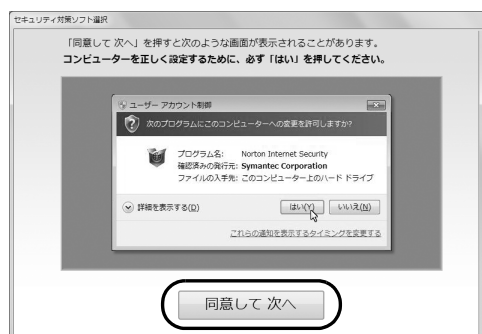 セキュリティ対策ソフト選択
「同意して 次へ」を押すと次のような画面が表示されることがあります。
コンピューターを正しく設定するために、必ず「はい」を押してください。
ユーザー アカウント制御
次のプログラムにこのコンピューターへの変更を許可しますか?
プログラム名: Norton Internet Security
確認済みの発行元: Symantec Corporation
ファイルの入手先: このコンピューター上のハード ドライブ
詳細を表示する(D) はい(Y) いいえ(N)
これらの通知を表示するタイミングを変更する
同意して 次へ